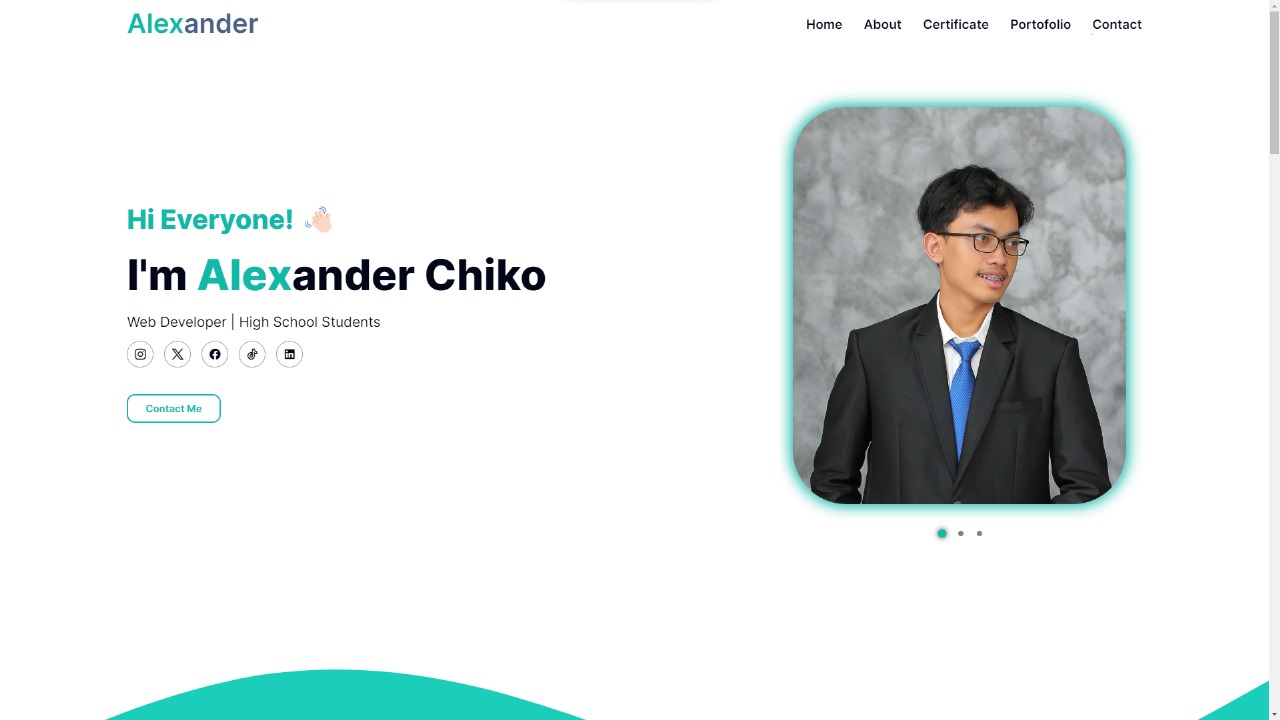 Alexander
Home About Certificate Portofolio Contact
Hi Everyone!
I'm Alexander Chiko
Web Developer | High School Students
Contact Me